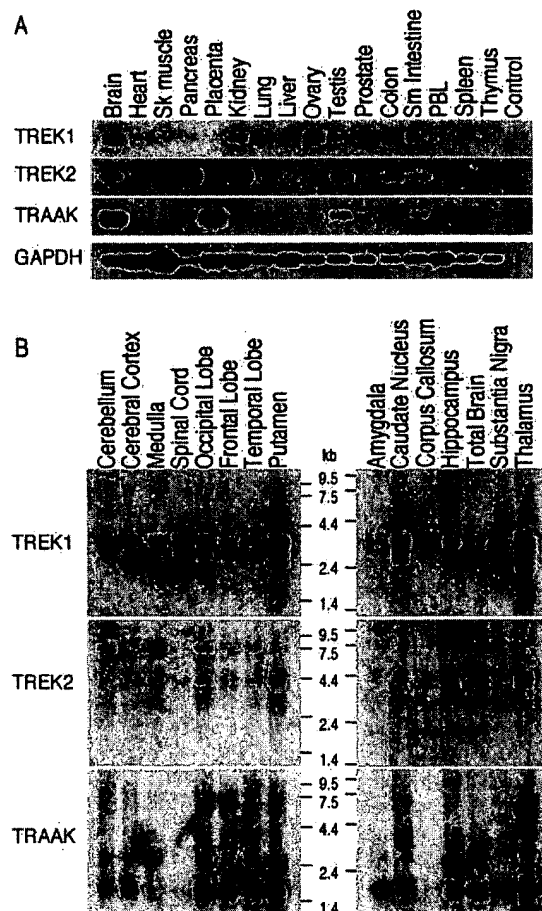 A
Brain
Heart
Sk muscle
Pancreas
Placenta
Kidney
Lung
Liver
Ovary
Testis
Prostate
Colon
Sm Intestine
PBL
Spleen
Thymus
Control
TREK1
TREK2
TRAAK
GAPDH
B
Cerebellum
Cerebral Cortex
Medulla
Spinal Cord
Occipital Lobe
Frontal Lobe
Temporal Lobe
Putamen
kb
Amygdala
Caudate Nucleus
Corpus Callosum
Hippocampus
Total Brain
Substantia Nigra
Thalamus
TREK1
9.5
7.5
4.4
2.4
1.4
TREK2
9.5
7.5
4.4
2.4
1.4
TRAAK
9.5
7.5
4.4
2.4
1.4